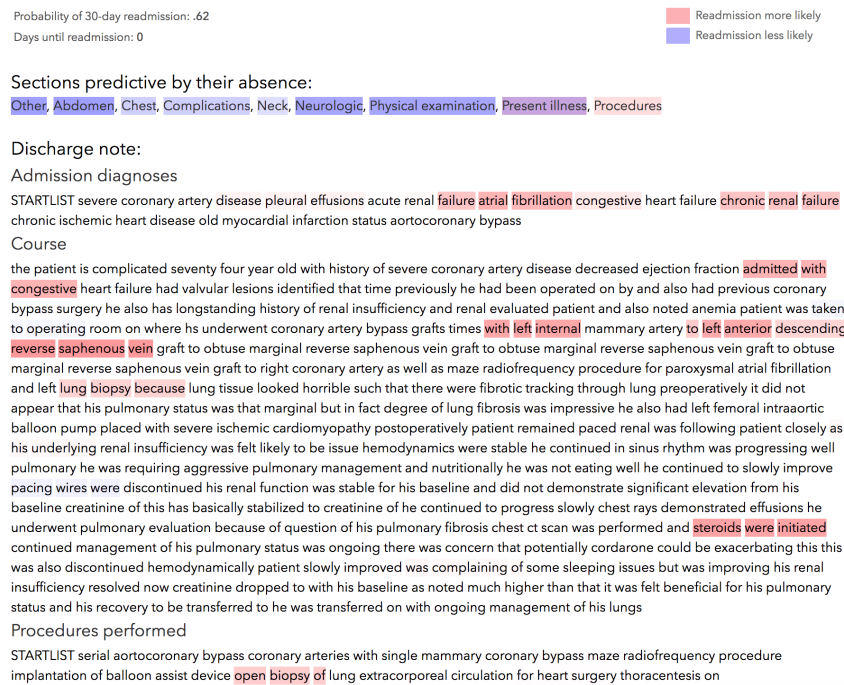 Probability of 30-day readmission: .62
Readmission more likely
Days until readmission: 0
Readmission less likely
Sections predictive by their absence:
Other, Abdomen, Chest, Complications, Neck, Neurologic, Physical examination, Present illness, Procedures
Discharge note:
Admission diagnoses
STARTLIST severe coronary artery disease pleural effusions acute renal failure atrial fibrillation congestive heart failure chronic renal failure
chronic ischemic heart disease old myocardial infarction status aortocoronary bypass
Course
the patient is complicated seventy four year old with history of severe coronary artery disease decreased ejection fraction admitted with
congestive heart failure had valvular lesions identified that time previously he had been operated on by and also had previous coronary
bypass surgery he also has longstanding history of renal insufficiency and renal evaluated patient and also noted anemia patient was taken
to operating room on where hs underwent coronary artery bypass grafts times with left internal mammary artery to left anterior descending
reverse saphenous vein graft to obtuse marginal reverse saphenous vein graft to obtuse marginal reverse saphenous vein graft to obtuse
marginal reverse saphenous vein graft to right coronary artery as well as maze radiofrequency procedure for paroxysmal atrial fibrillation
and left lung biopsy because lung tissue looked horrible such that there were fibrotic tracking through lung preoperatively it did not
appear that his pulmonary status was that marginal but in fact degree of lung fibrosis was impressive he also had left femoral intraaortic
balloon pump placed with severe ischemic cardiomyopathy postoperatively patient remained paced renal was following patient closely as
his underlying renal insufficiency was felt likely to be issue hemodynamics were stable he continued in sinus rhythm was progressing well
pulmonary he was requiring aggressive pulmonary management and nutritionally he was not eating well he continued to slowly improve
pacing wires were discontinued his renal function was stable for his baseline and did not demonstrate significant elevation from his
baseline creatinine of this has basically stabilized to creatinine of he continued to progress slowly chest rays demonstrated effusions he
underwent pulmonary evaluation because of question of his pulmonary fibrosis chest ct scan was performed and steroids were initiated
continued management of his pulmonary status was ongoing there was concern that potentially cordarone could be exacerbating this this
was also discontinued hemodynamically patient slowly improved was complaining of some sleeping issues but was improving his renal
insufficiency resolved now creatinine dropped to with his baseline as noted much higher than that it was felt beneficial for his pulmonary
status and his recovery to be transferred to he was transferred on with ongoing management of his lungs
Procedures performed
STARTLIST serial aortocoronary bypass coronary arteries with single mammary coronary bypass maze radiofrequency procedure
implantation of balloon assist device open biopsy of lung extracorporeal circulation for heart surgery thoracentesis on